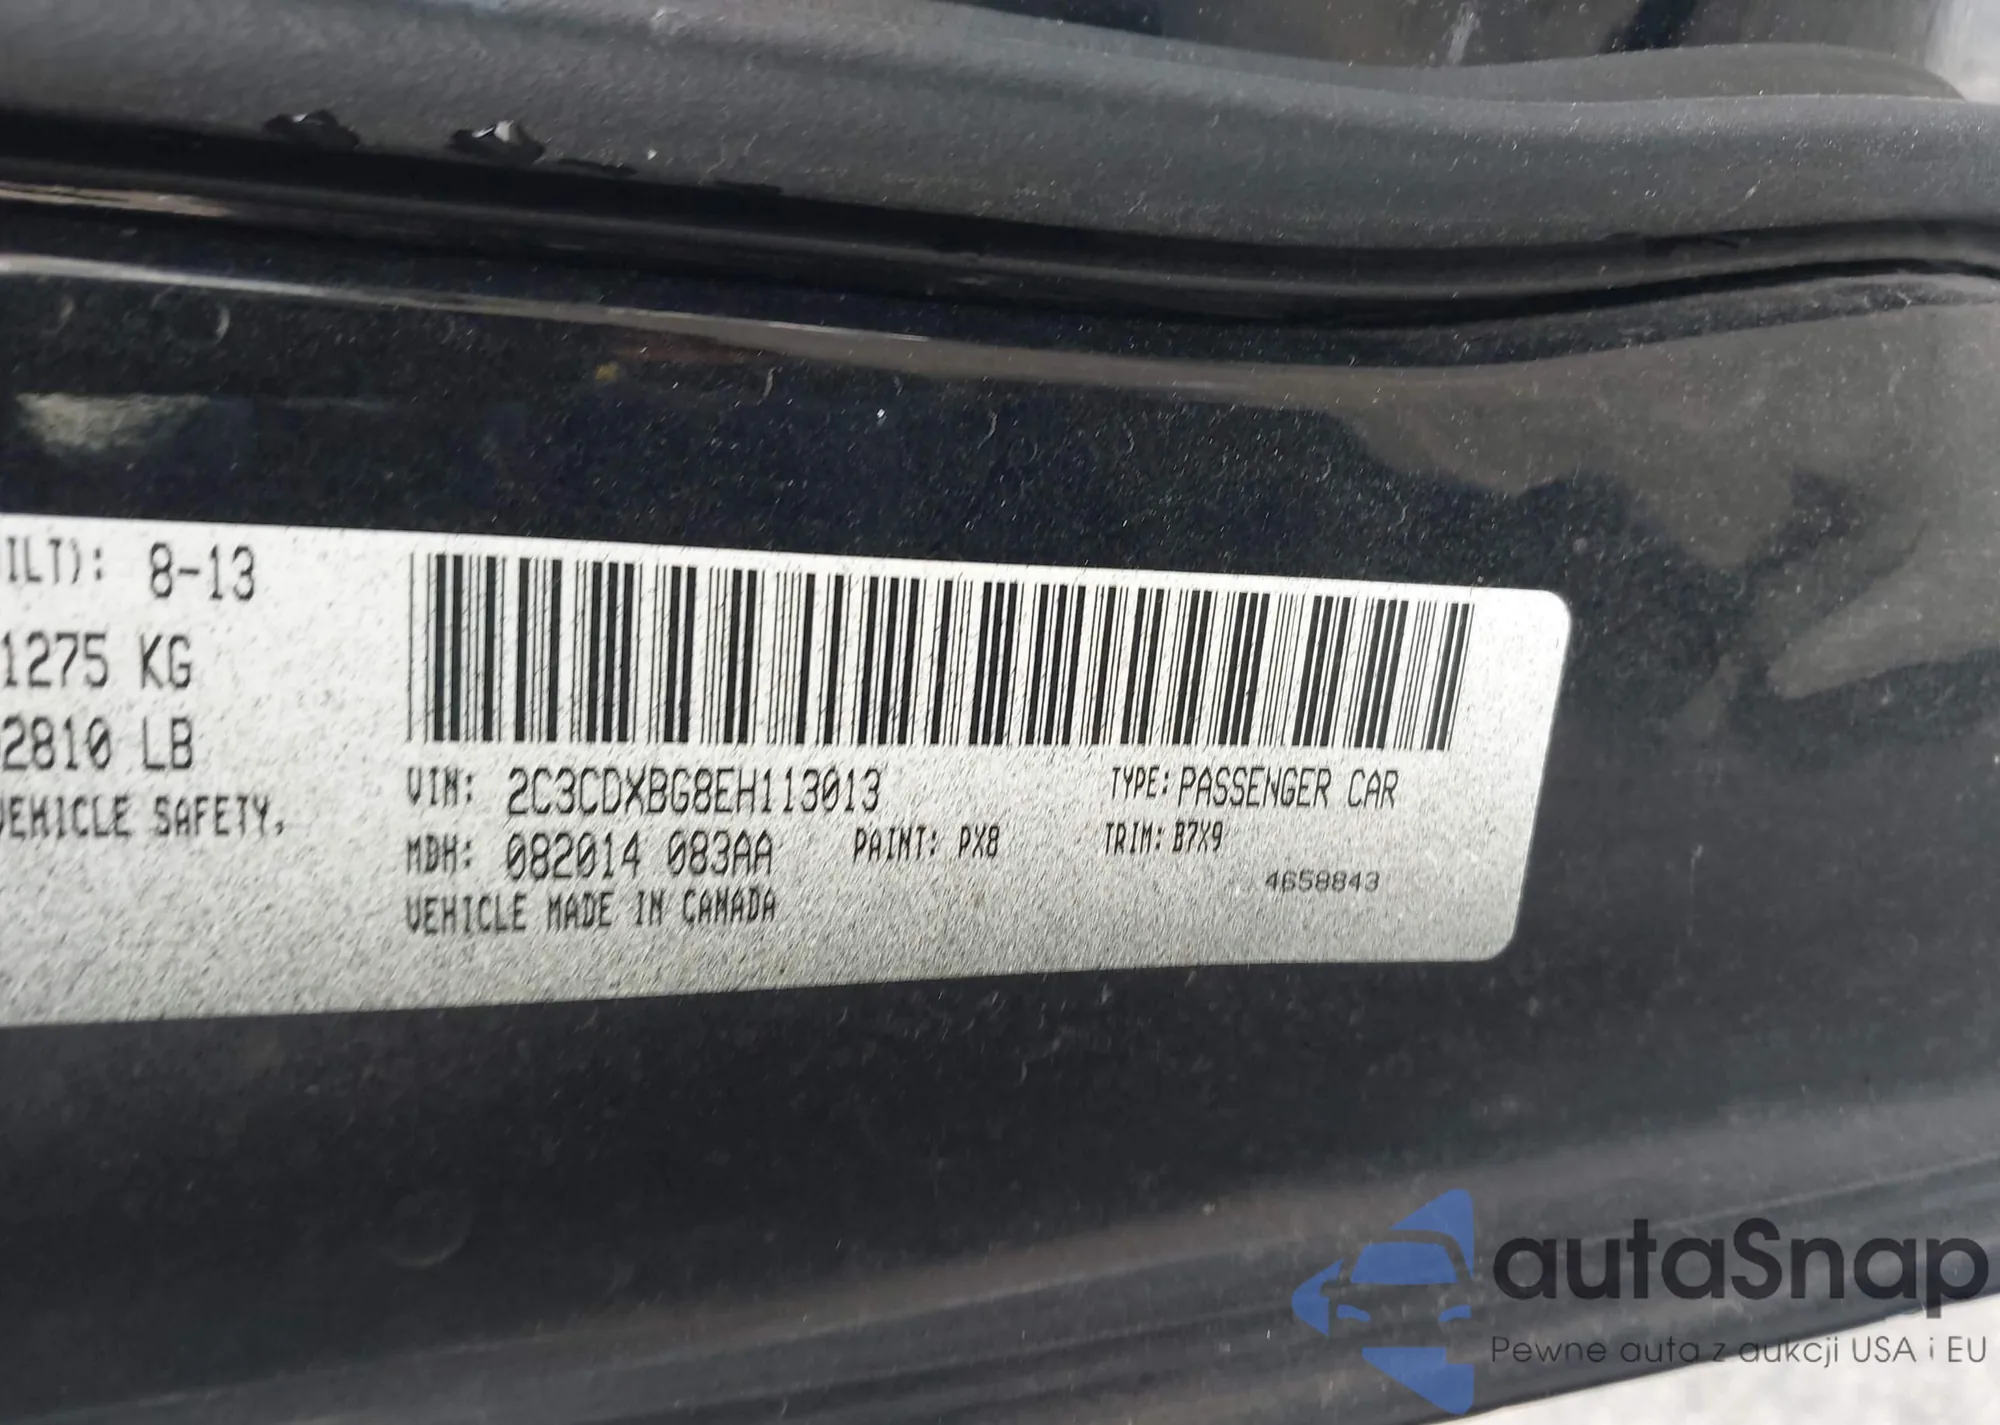 ILT): 8-13
1275 KG
2810 LB
VEHICLE SAFETY.
VIN: 2C3CDXBG8EH113013
TYPE: PASSENGER CAR
MDH: 082014 083AA
PAINT: PX8
TRIM: B7X9
VEHICLE MADE IN CANADA
4658843
autaSnap
Pewne auta z aukcji USA i EU